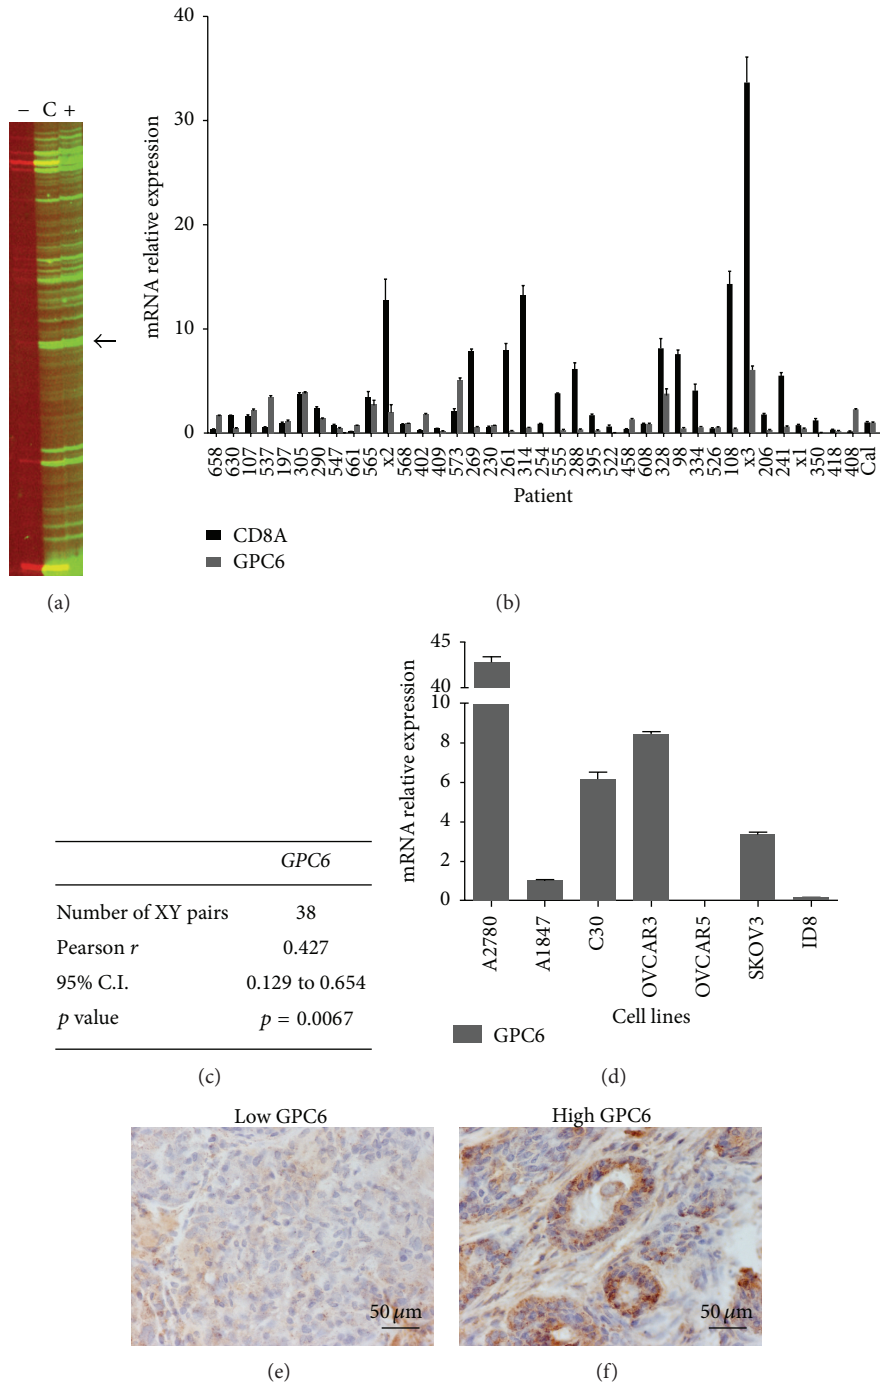 − C +
(a)
mRNA relative expression
40
30
20
10
0
658 630 107 537 197 305 290 547 661 565 x2 568 402 409 573 269 230 261 314 254 555 288 395 522 458 608 328 98 334 526 108 x3 206 241 x1 350 418 408 Cal
Patient
CD8A
GPC6
(b)
GPC6
Number of XY pairs 38
Pearson r 0.427
95% C.I. 0.129 to 0.654
p value p = 0.0067
(c)
mRNA relative expression
45
40
10
8
6
4
2
0
A2780 A1847 C30 OVCAR3 OVCAR5 SKOV3 ID8
Cell lines
GPC6
(d)
Low GPC6
50 μm
(e)
High GPC6
50 μm
(f)